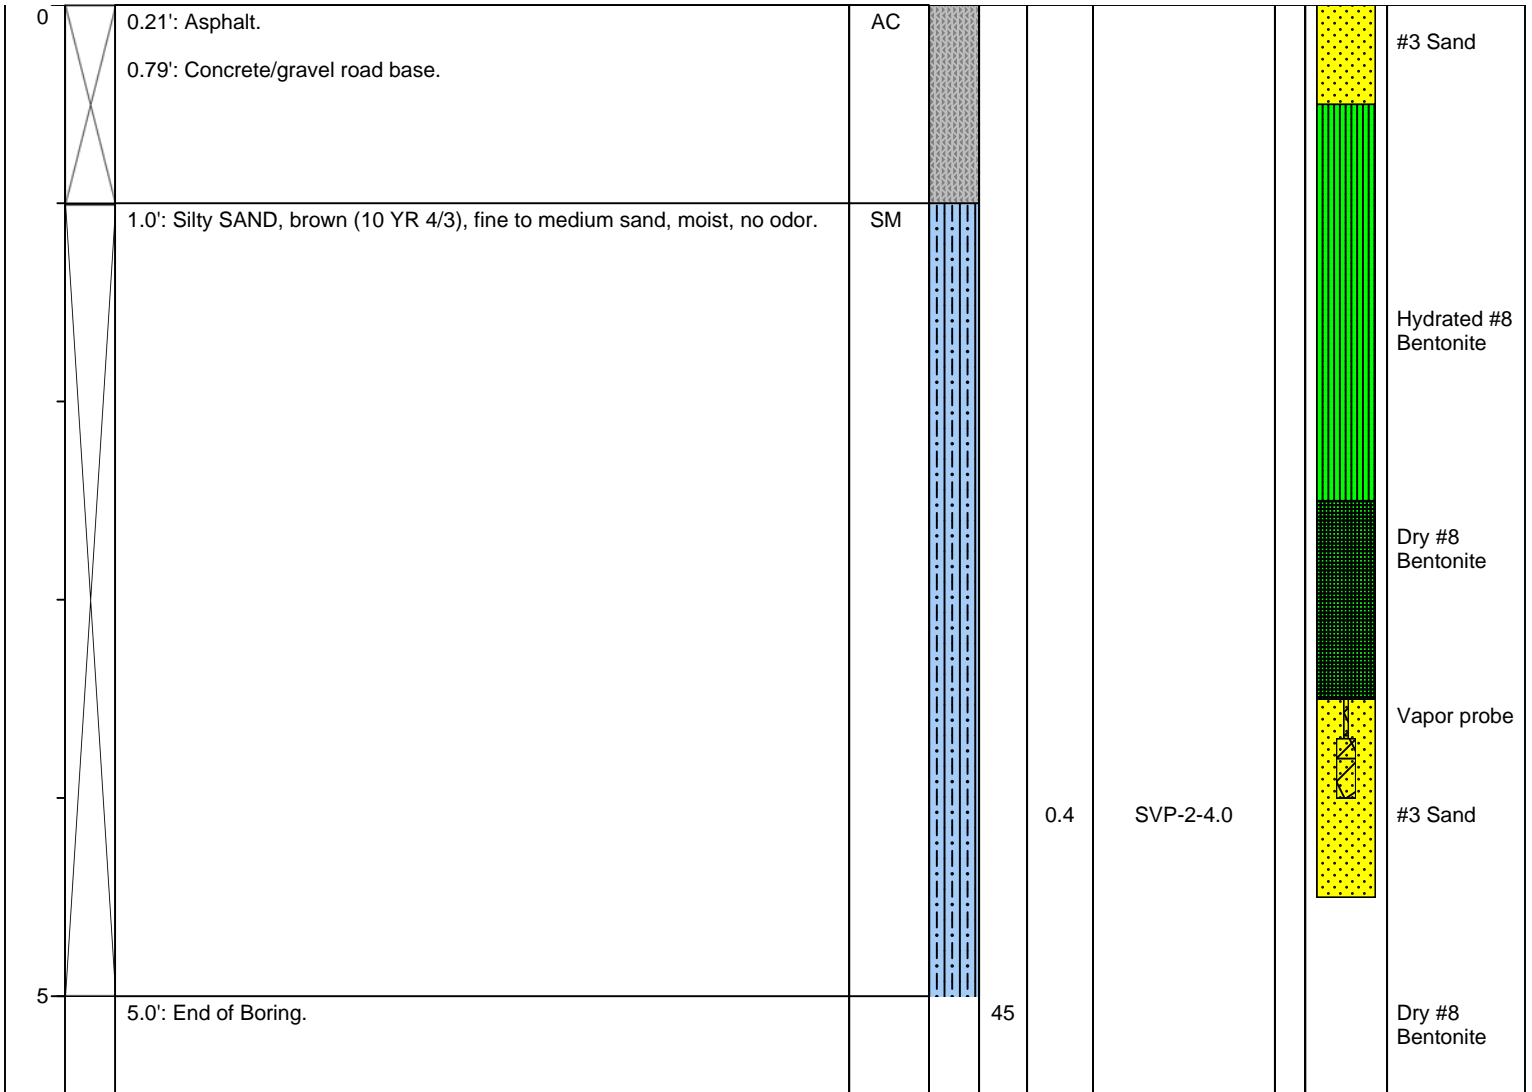 0
0.21': Asphalt.
AC
#3 Sand
0.79': Concrete/gravel road base.
1.0': Silty SAND, brown (10 YR 4/3), fine to medium sand, moist, no odor.
SM
Hydrated #8
Bentonite
Dry #8
Bentonite
Vapor probe
0.4
SVP-2-4.0
#3 Sand
5
5.0': End of Boring.
45
Dry #8
Bentonite